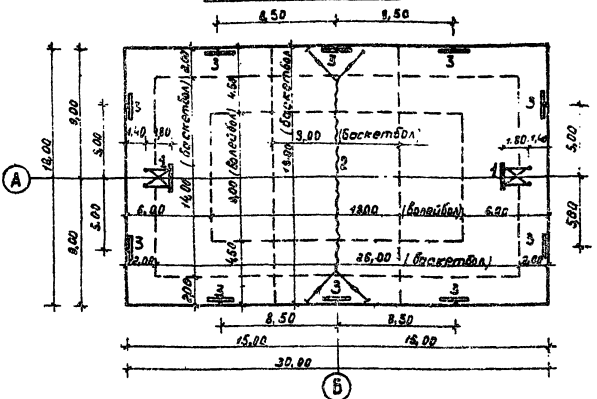 8,50 8,50
3 3 3
2,00 (баскетбол)
4,50
(баскетбол)
3 3
1.40 1.80
9,00 (баскетбол)
1.80 1.40
18.00 9,00 5,00
14,00 (баскетбол)
9,00 (волейбол)
18.00
5,00
1 2 1
А
6,00 18.00 (волейбол) 6,00
9,00 5,00
5,00
3 3
2,00 26,00 (баскетбол) 2,00
2,00 4,50
3 3 3
8,50 8,50
15,00 15,00
30,00
Б